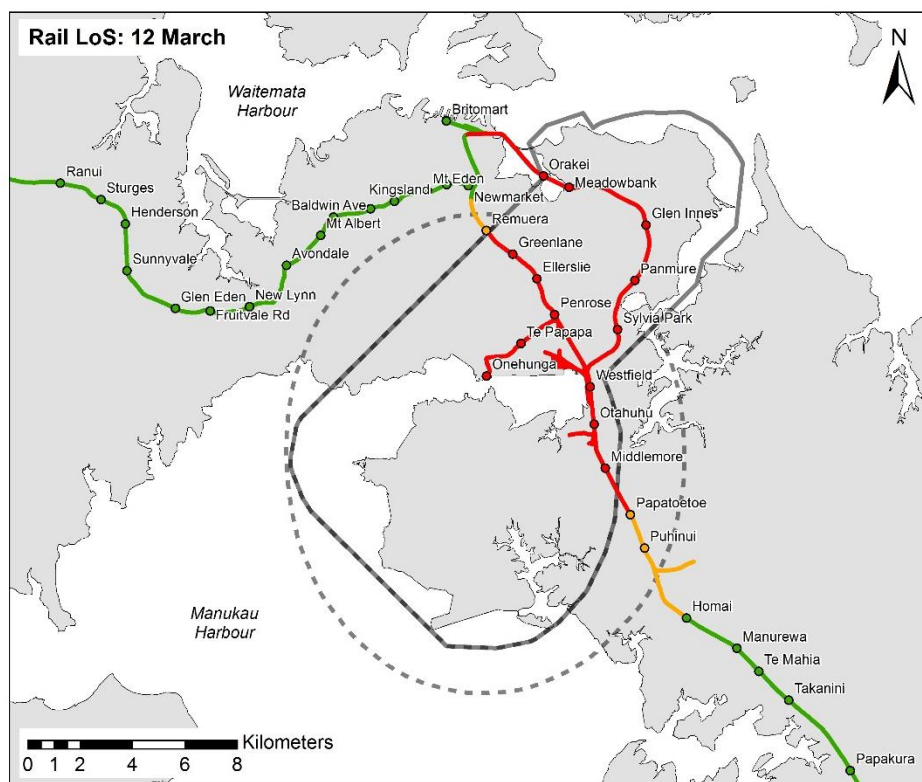 Rail LoS: 12 March
N
Waitemata
Harbour
Britomart
Orakei
Ranui
Mt Eden
Meadowbank
Sturges
Kingsland
Newmarket
Henderson
Baldwin Ave
Glen Innes
Mt Albert
Remuera
Greenlane
Sunnyvale
Avondale
Ellerslie
Panmure
Glen Eden
New Lynn
Fruitvale Rd
Penrose
Te Papapa
Sylvia Park
Onehunga
Westfield
Otahuhu
Middlemore
Papatoetoe
Puhinui
Manukau
Harbour
Homai
Manurewa
Te Mahia
Takanini
Kilometers
0 1 2 4 6 8
Papakura